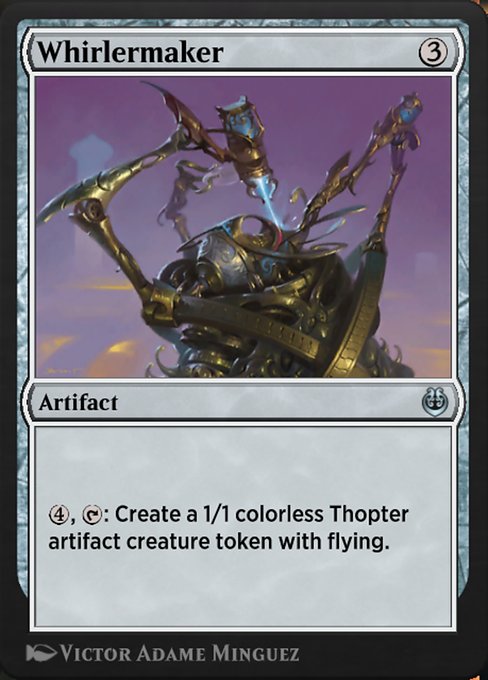 Whirlermaker 3
Artifact
4, T: Create a 1/1 colorless Thopter
artifact creature token with flying.
Victor Adame Minguez